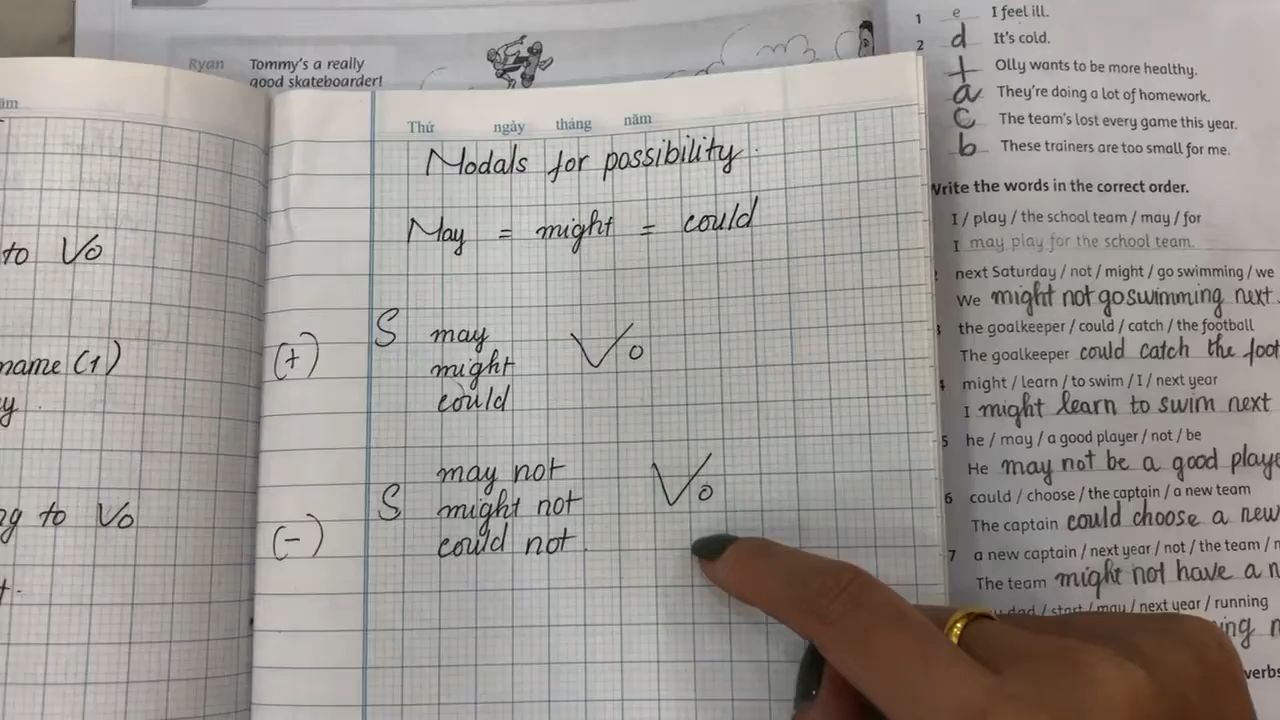 Ryan Tommy's a really
good skateboarder!
to Vo
name (1)
to Vo
Thứ ngày tháng năm
Modals for possibility.
May = might = could
(+) S may Vo
might
could
may not
(-) S might not Vo
could not.
1 e I feel ill.
2 d It's cold.
Olly wants to be more healthy.
a They're doing a lot of homework.
c The team's lost every game this year.
b These trainers are too small for me.
Write the words in the correct order.
I / play / the school team / may / for
I may play for the school team.
next Saturday / not / might / go swimming / we
We might not go swimming next
the goalkeeper / could / catch / the football
The goalkeeper could catch the foot
might / learn / to swim / I / next year
I might learn to swim next
5 he / may / a good player / not / be
He may not be a good playe
6 could / choose / the captain / a new team
The captain could choose a new
7 a new captain / next year / not / the team /
The team might not have a
dad / start / may / next year / running
verbs